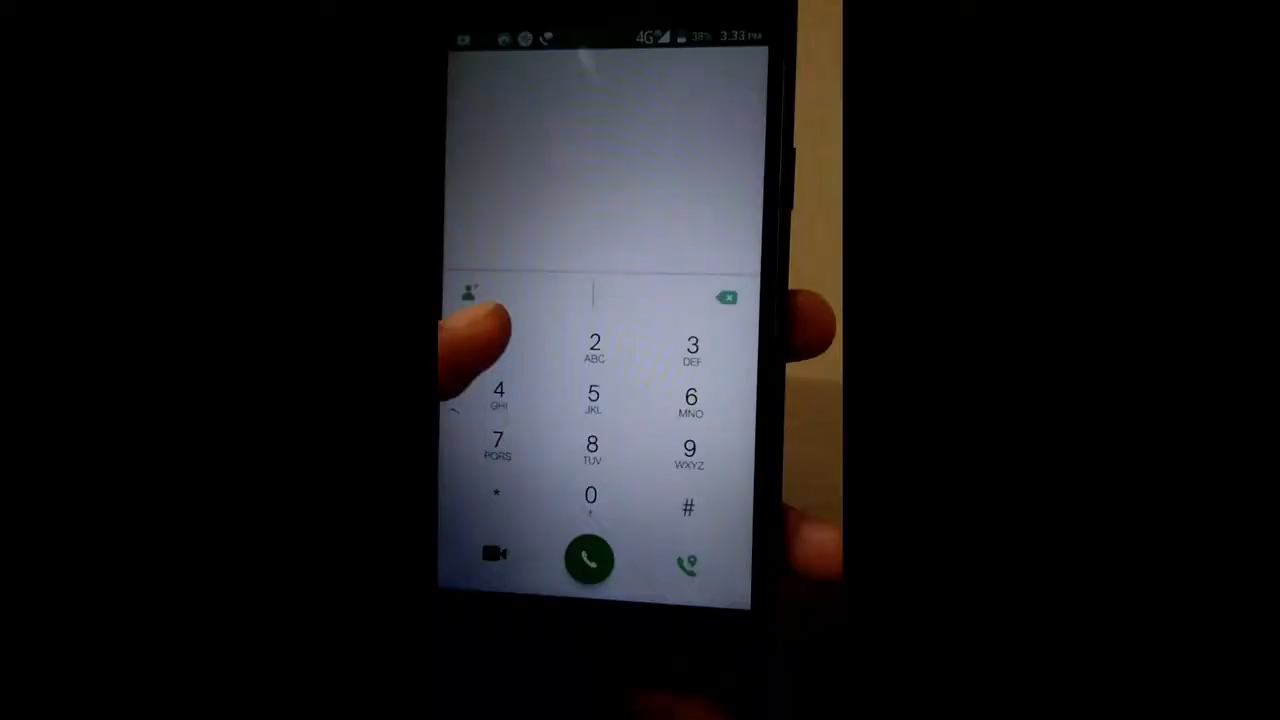 4G 38% 3.33 PM
2 3
ABC DEF
4 5 6
GHI JKL MNO
7 8 9
PQRS TUV WXYZ
* 0 #
+